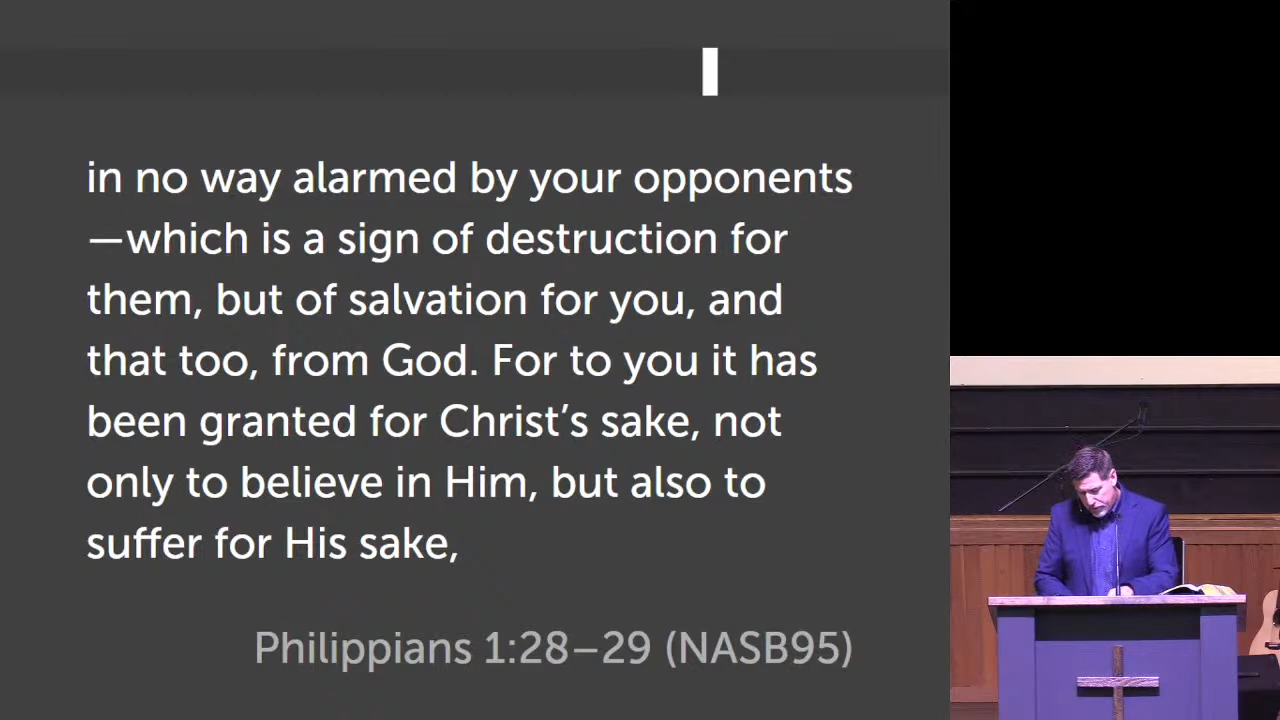 in no way alarmed by your opponents
—which is a sign of destruction for
them, but of salvation for you, and
that too, from God. For to you it has
been granted for Christ’s sake, not
only to believe in Him, but also to
suffer for His sake,
Philippians 1:28–29 (NASB95)